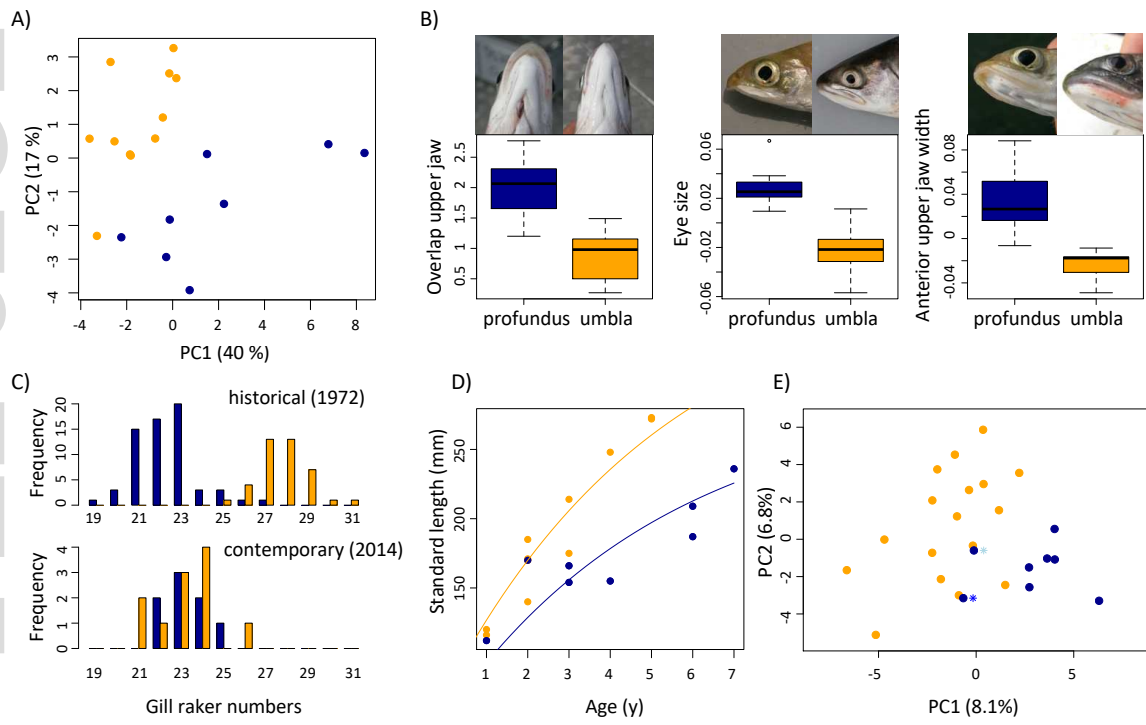 A)
3
2
1
0
-1
-2
-3
-4
PC2 (17 %)
-4 -2 0 2 4 6 8
PC1 (40 %)
B)
Overlap upper jaw
0.5 1 1.5 2 2.5
profundus umbla
Eye size
-0.06 -0.02 0.02 0.06
profundus umbla
Anterior upper jaw width
-0.04 0 0.04 0.08
profundus umbla
C)
historical (1972)
Frequency
0 5 10 15 20
19 21 23 25 27 29 31
contemporary (2014)
Frequency
0 1 2 3 4
19 21 23 25 27 29 31
Gill raker numbers
D)
Standard length (mm)
150 200 250
1 2 3 4 5 6 7
Age (y)
E)
PC2 (6.8%)
6
4
2
0
-2
-4
-5 0 5
PC1 (8.1%)